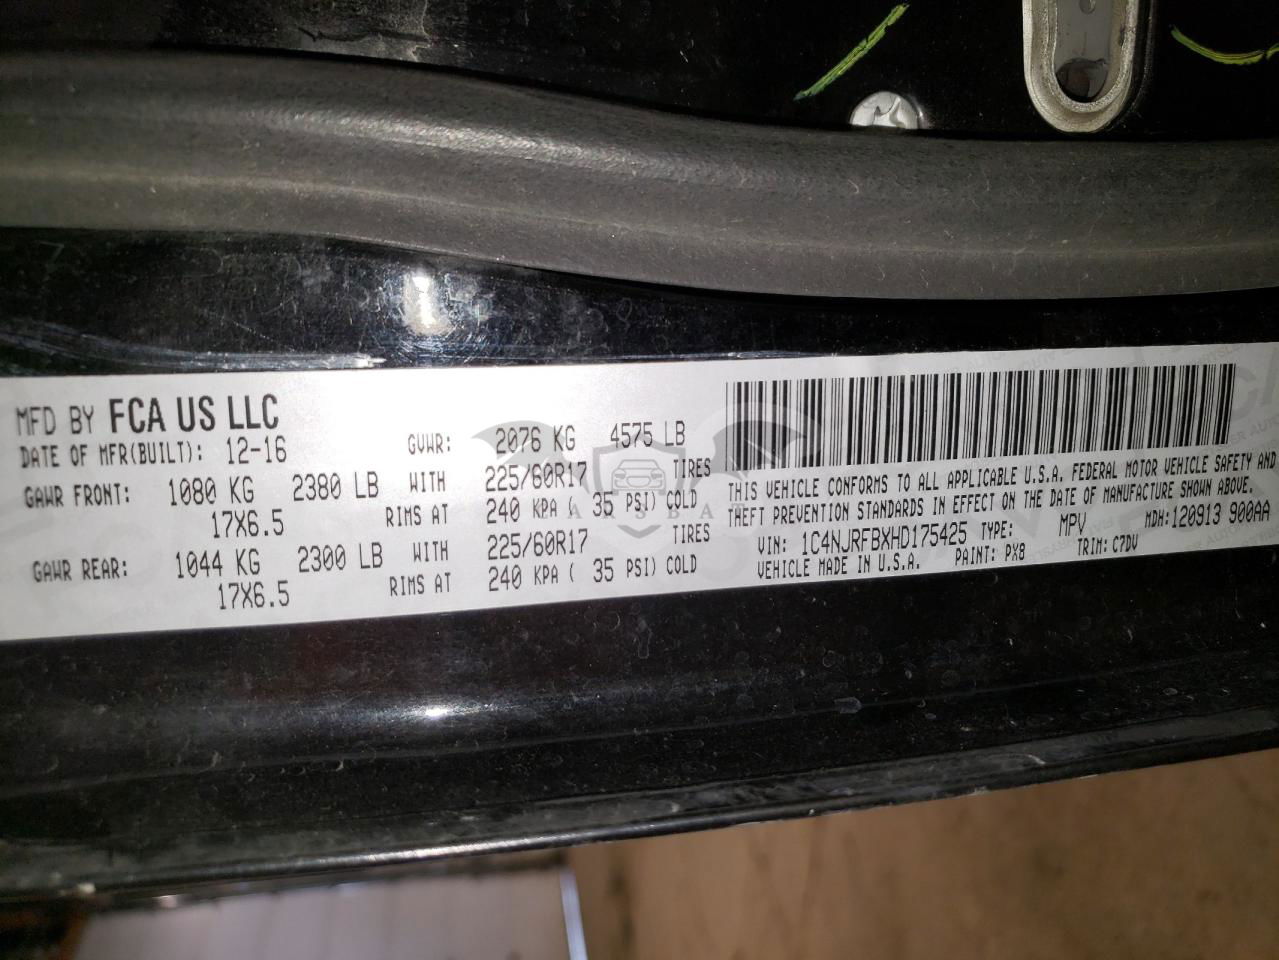 MFD BY FCA US LLC
DATE OF MFR(BUILT): 12-16 GVWR: 2076 KG 4575 LB
GAWR FRONT: 1080 KG 2380 LB WITH 225/60R17 TIRES
17X6.5 RIMS AT 240 KPA ( 35 PSI) COLD
GAWR REAR: 1044 KG 2300 LB WITH 225/60R17 TIRES
17X6.5 RIMS AT 240 KPA ( 35 PSI) COLD
THIS VEHICLE CONFORMS TO ALL APPLICABLE U.S.A. FEDERAL MOTOR VEHICLE SAFETY AND
THEFT PREVENTION STANDARDS IN EFFECT ON THE DATE OF MANUFACTURE SHOWN ABOVE.
VIN: 1C4NJRFBXHD175425 TYPE: MPV MDH:120913 900AA
VEHICLE MADE IN U.S.A. PAINT: PX8 TRIM: C7DV
CARSBAT